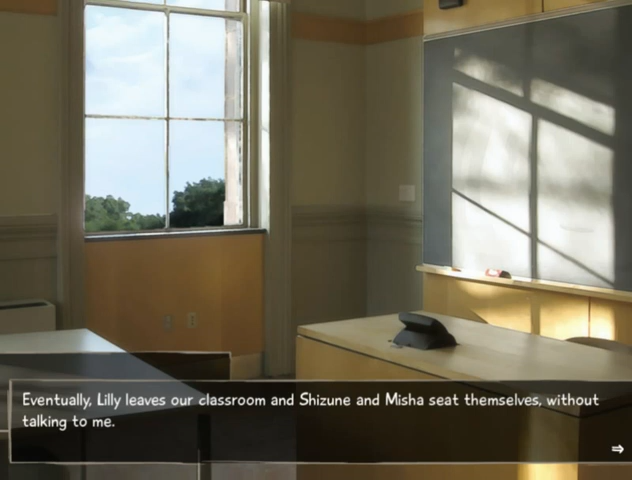 Eventually, Lilly leaves our classroom and Shizune and Misha seat themselves, without
talking to me.